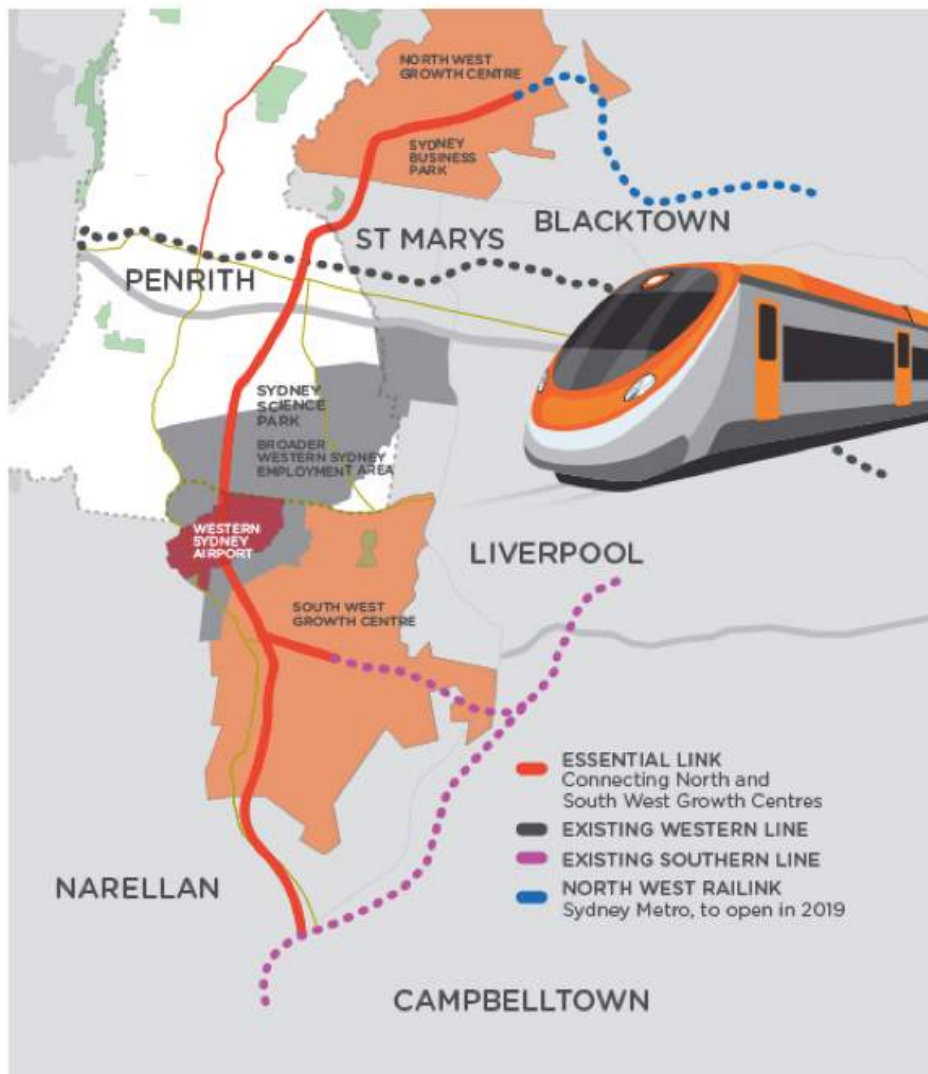 NORTH WEST
GROWTH CENTRE
SYDNEY
BUSINESS
PARK
BLACKTOWN
ST MARYS
PENRITH
SYDNEY
SCIENCE
PARK
BROADER
WESTERN SYDNEY
EMPLOYMENT AREA
WESTERN
SYDNEY
AIRPORT
LIVERPOOL
SOUTH WEST
GROWTH CENTRE
ESSENTIAL LINK
Connecting North and
South West Growth Centres
EXISTING WESTERN LINE
EXISTING SOUTHERN LINE
NORTH WEST RAILINK
Sydney Metro, to open in 2019
NARELLAN
CAMPBELLTOWN